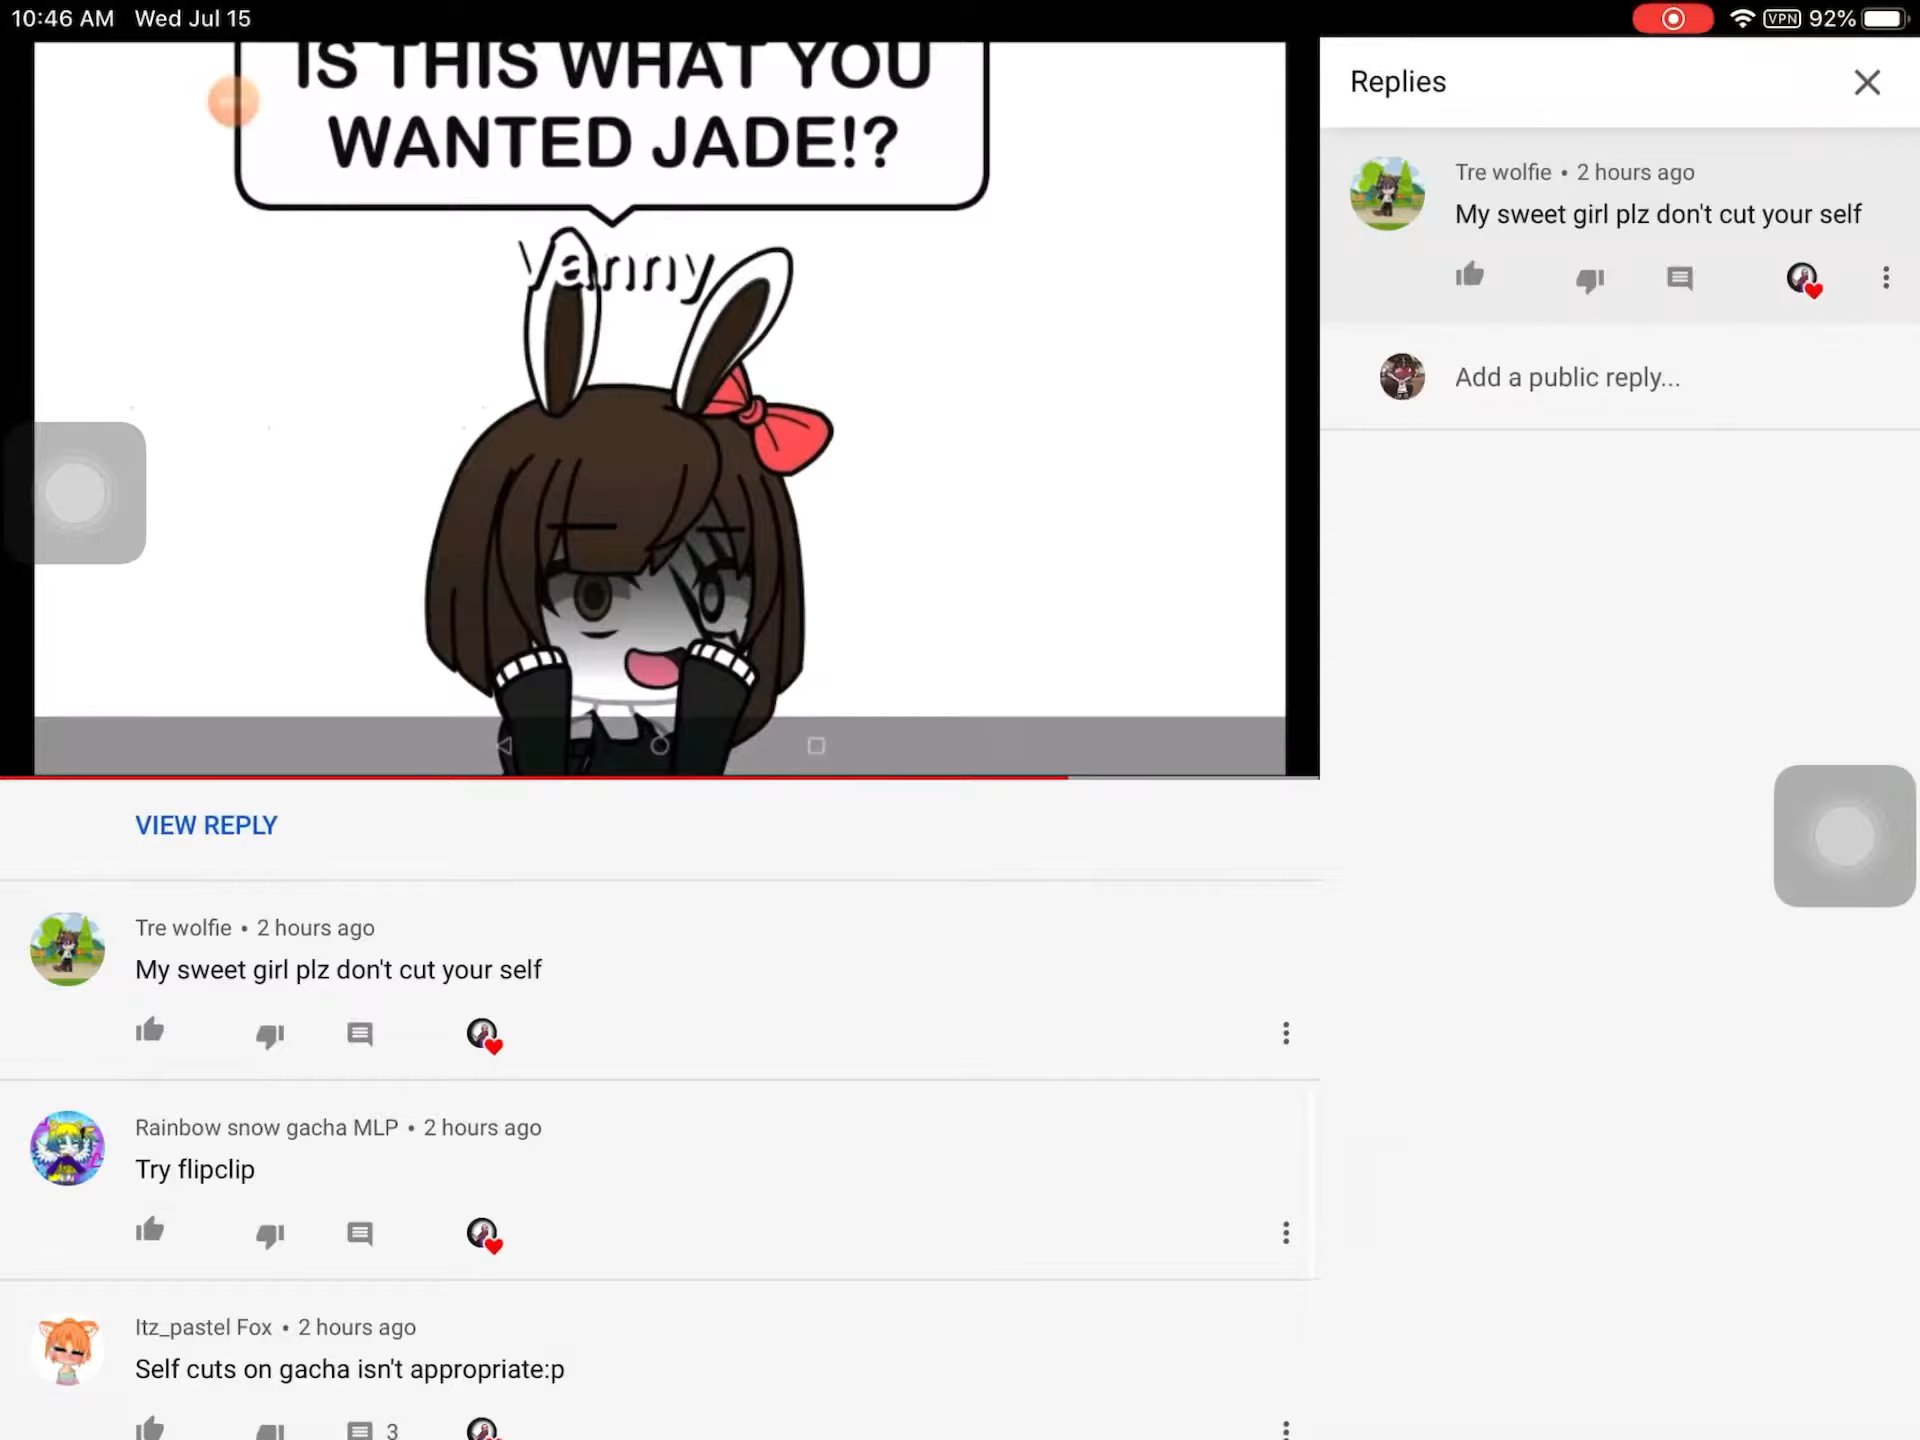 10:46 AM Wed Jul 15
VPN 92%
IS THIS WHAT YOU
WANTED JADE!?
Vanny
Replies
Tre wolfie • 2 hours ago
My sweet girl plz don't cut your self
Add a public reply...
VIEW REPLY
Tre wolfie • 2 hours ago
My sweet girl plz don't cut your self
Rainbow snow gacha MLP • 2 hours ago
Try flipclip
Itz_pastel Fox • 2 hours ago
Self cuts on gacha isn't appropriate:p
3